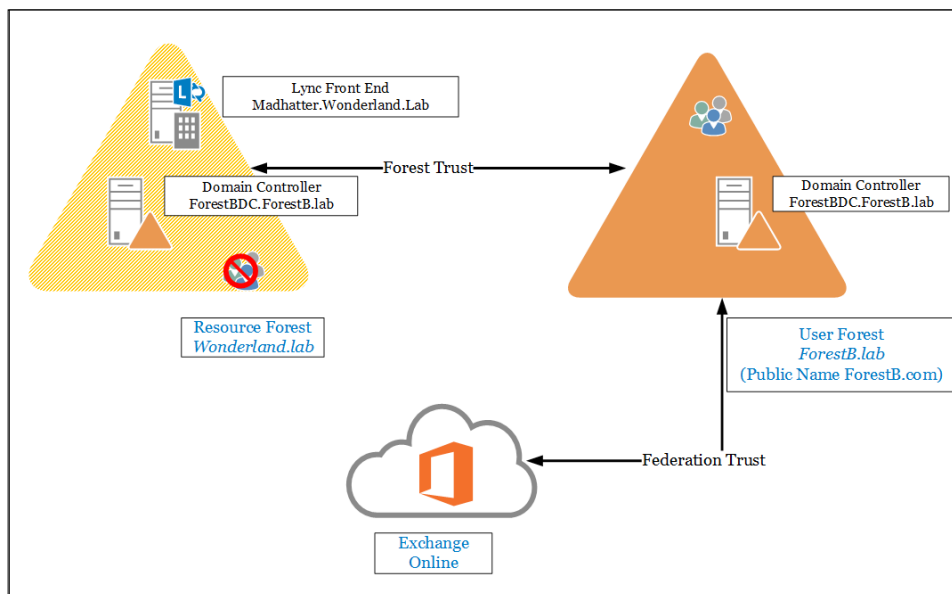 Lync Front End
Madhatter.Wonderland.Lab
Forest Trust
Domain Controller
ForestBDC.ForestB.lab
Domain Controller
ForestBDC.ForestB.lab
Resource Forest
Wonderland.lab
User Forest
ForestB.lab
(Public Name ForestB.com)
Federation Trust
Exchange
Online